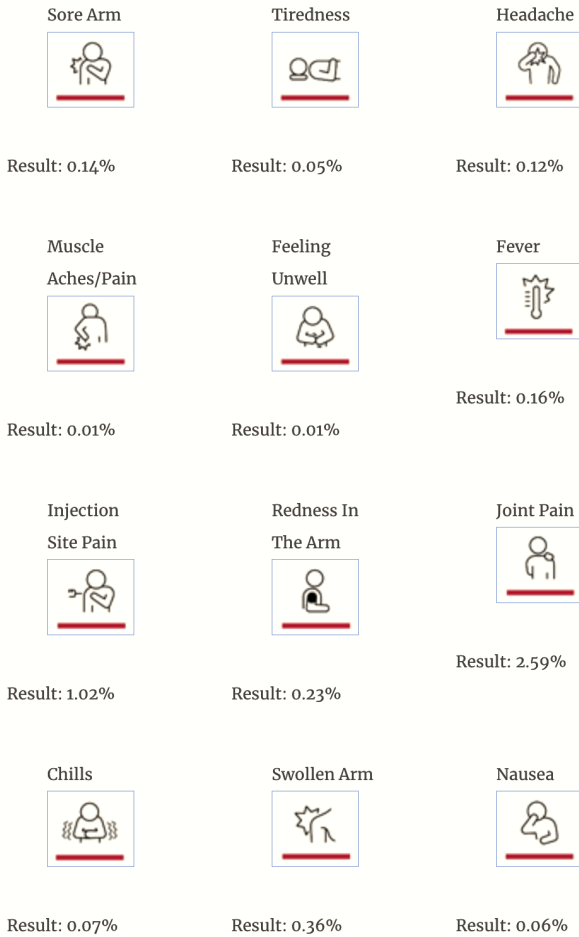 Sore Arm
Tiredness
Headache
Result: 0.14%
Result: 0.05%
Result: 0.12%
Muscle
Aches/Pain
Feeling
Unwell
Fever
Result: 0.01%
Result: 0.01%
Result: 0.16%
Injection
Site Pain
Redness In
The Arm
Joint Pain
Result: 1.02%
Result: 0.23%
Result: 2.59%
Chills
Swollen Arm
Nausea
Result: 0.07%
Result: 0.36%
Result: 0.06%